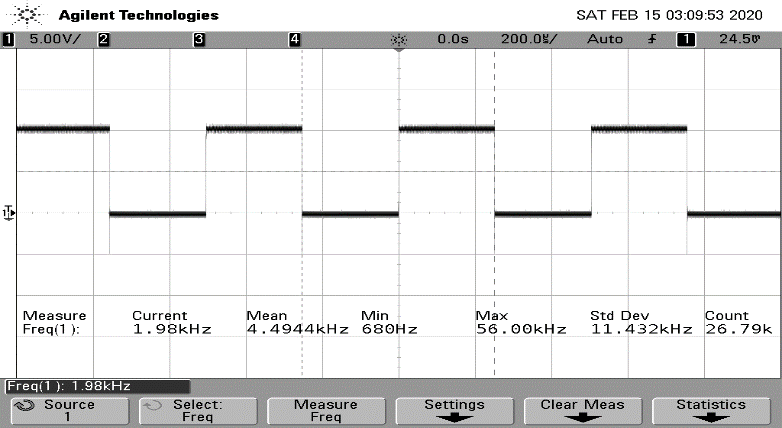 Agilent Technologies SAT FEB 15 03:09:53 2020
1 5.00V/ 2 3 4 0.0s 200.0µs/ Auto 1 24.5V
Measure Current Mean Min Max Std Dev Count
Freq(1): 1.98kHz 4.4944kHz 680Hz 56.00kHz 11.432kHz 26.79k
Freq(1): 1.98kHz
Source 1
Select: Freq
Measure Freq
Settings
Clear Meas
Statistics